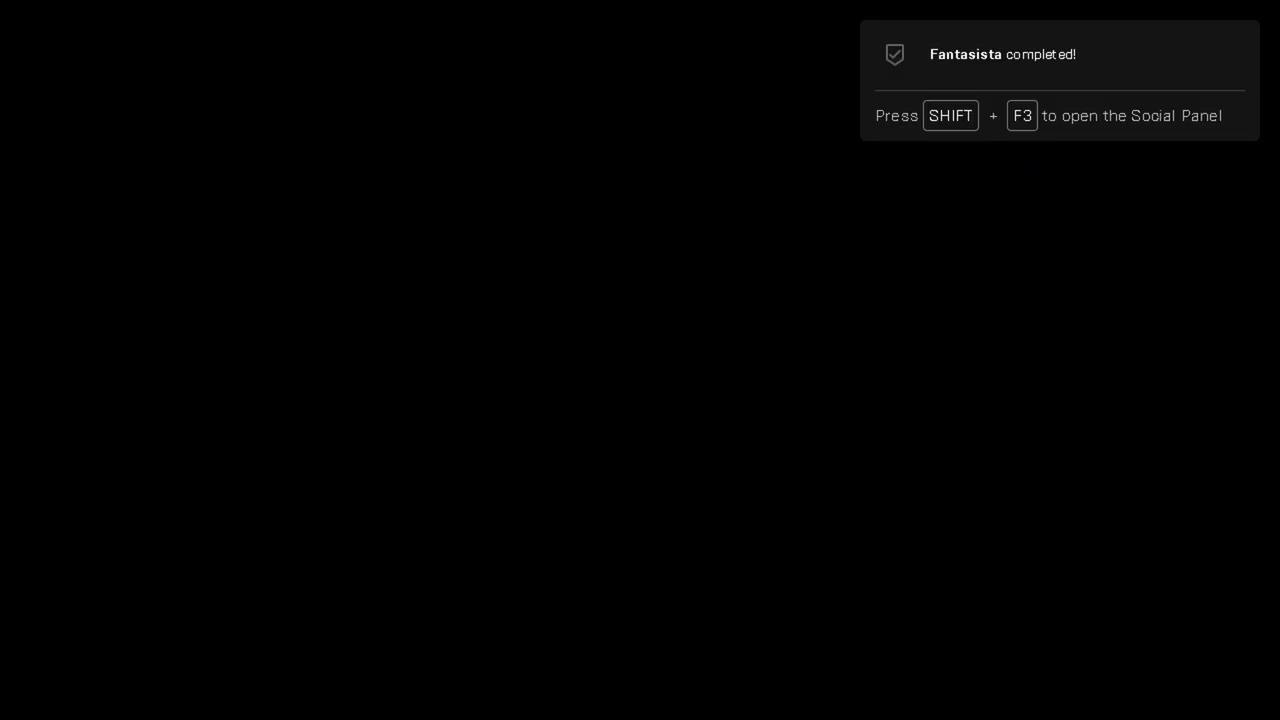 Fantasista completed!
Press SHIFT + F3 to open the Social Panel